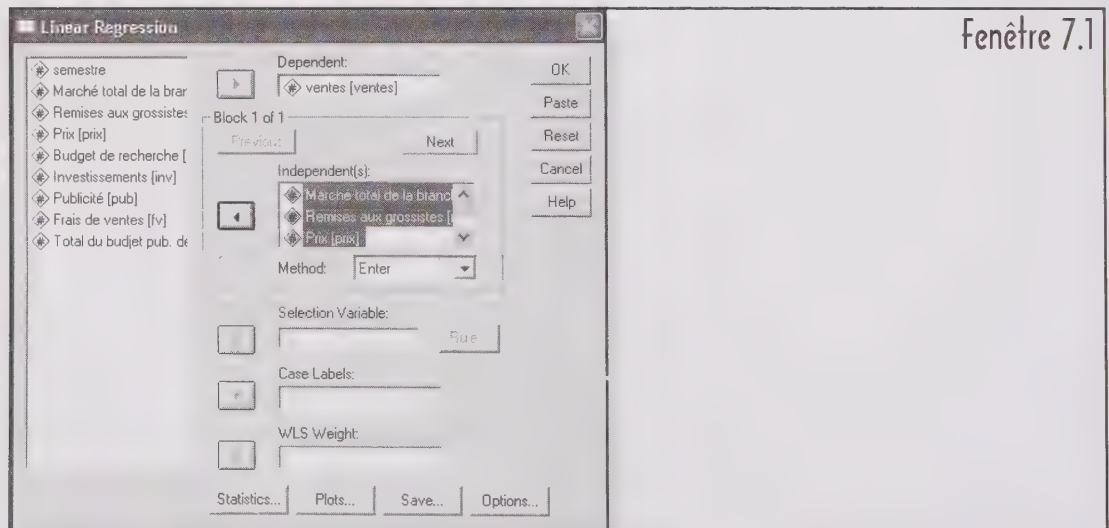 Linear Regression
Fenêtre 7.1
semestre
Marché total de la brar
Remises aux grossistes
Prix [prix]
Budget de recherche [
Investissements [inv]
Publicité [pub]
Frais de ventes [fv]
Total du budjet pub. de
Dependent:
ventes [ventes]
Block 1 of 1
Previous
Next
Independent(s):
Marche total de la branc
Remises aux grossistes [
Prix [prix]
Method:
Enter
Selection Variable:
Rule
Case Labels:
WLS Weight:
Statistics...
Plots...
Save...
Options...
OK
Paste
Reset
Cancel
Help